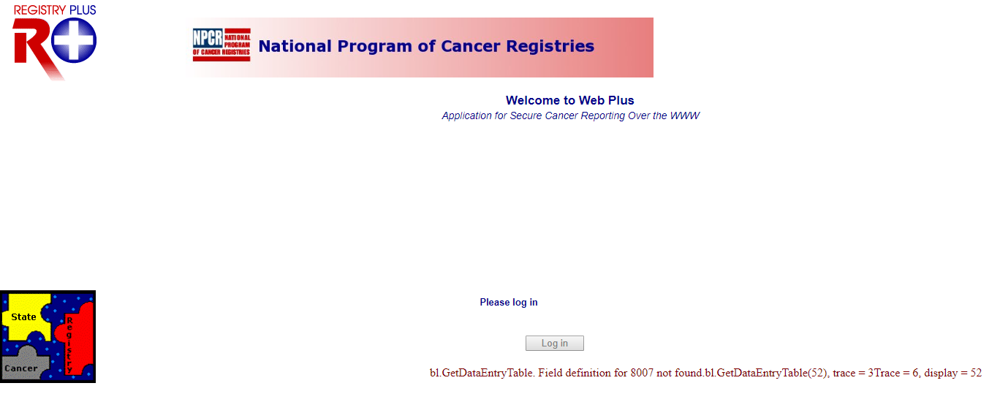 REGISTRY PLUS
R
NPCR NATIONAL PROGRAM
OF CANCER REGISTRIES
National Program of Cancer Registries
Welcome to Web Plus
Application for Secure Cancer Reporting Over the WWW
State
Registry
Cancer
Please log in
Log in
bl.GetDataEntryTable. Field definition for 8007 not found.bl.GetDataEntryTable(52), trace = 3Trace = 6, display = 52